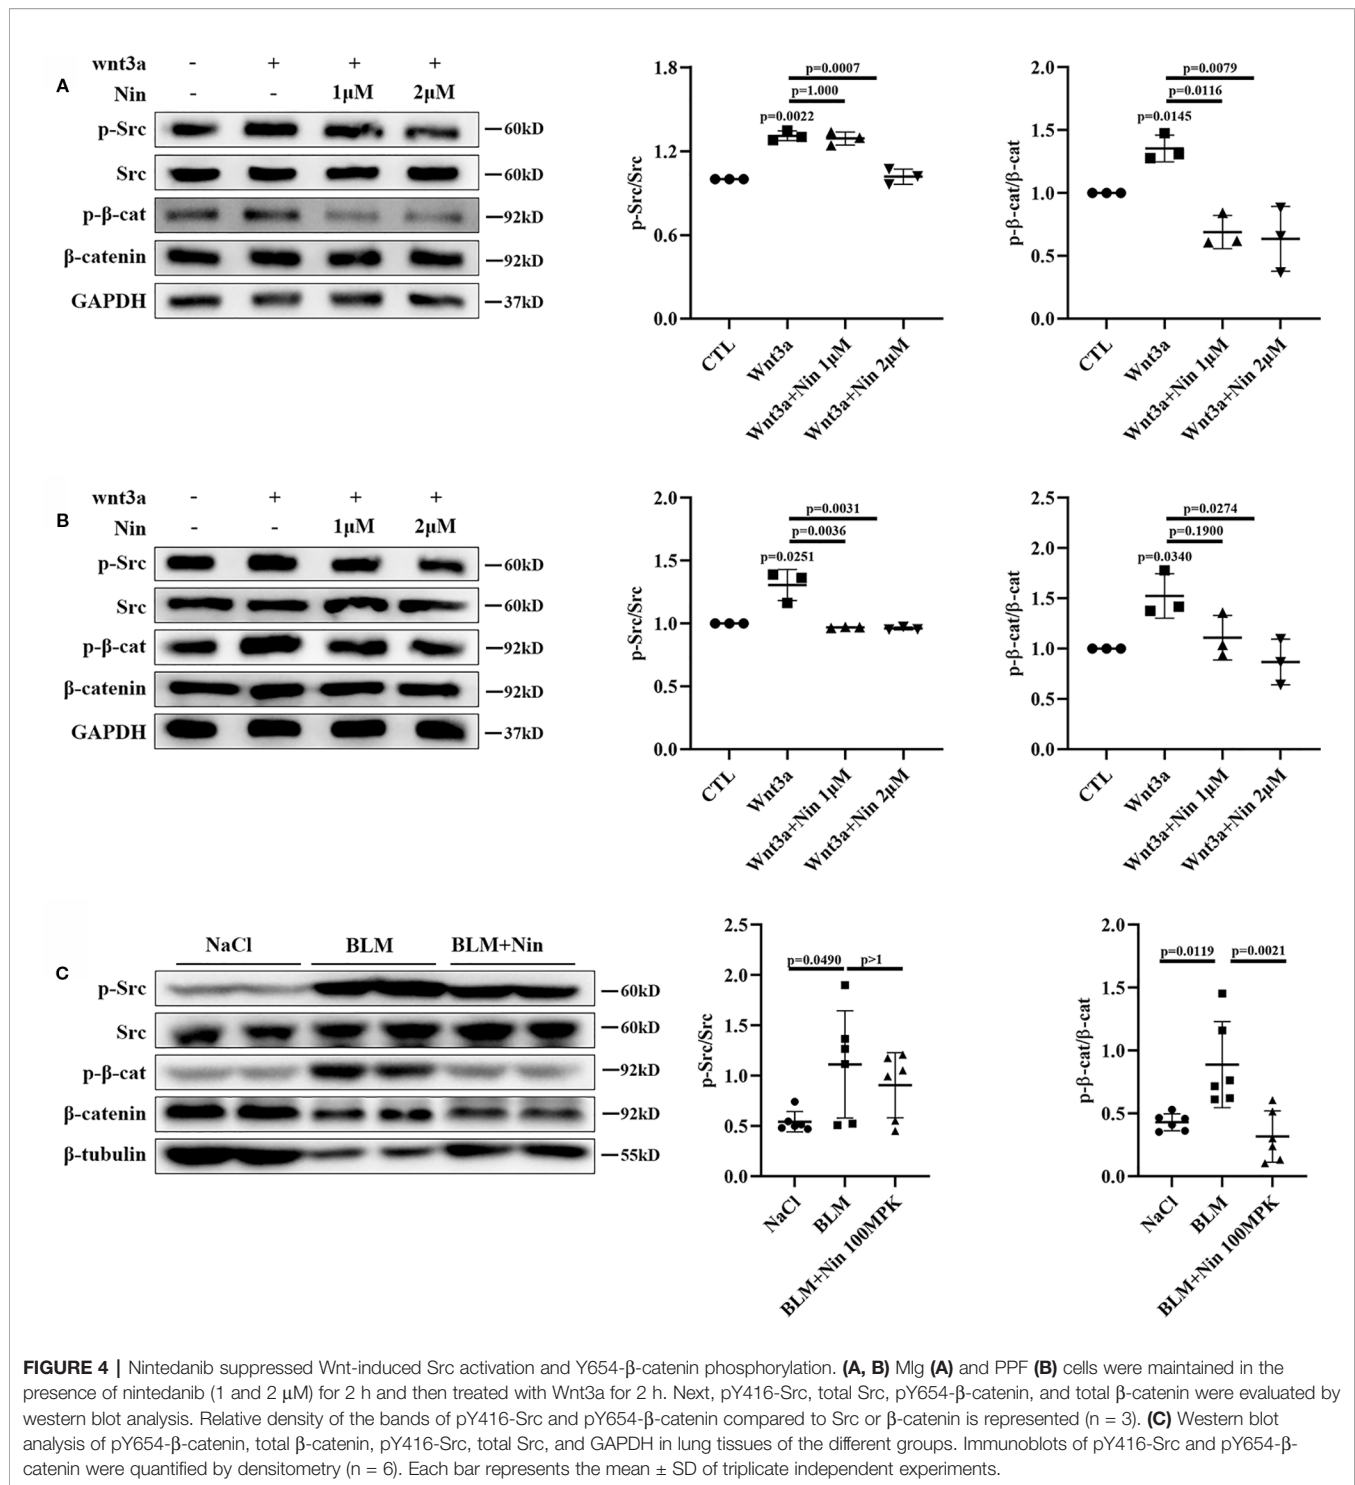 A
wnt3a - + + +
Nin - - 1μM 2μM
p-Src 60kD
Src 60kD
p-β-cat 92kD
β-catenin 92kD
GAPDH 37kD
p-Src/Src
1.8
1.2
0.6
0.0
p=0.0007
p=1.000
p=0.0022
CTL
Wnt3a
Wnt3a+Nin 1μM
Wnt3a+Nin 2μM
p-β-cat/β-cat
2.0
1.5
1.0
0.5
0.0
p=0.0079
p=0.0116
p=0.0145
CTL
Wnt3a
Wnt3a+Nin 1μM
Wnt3a+Nin 2μM
B
wnt3a - + + +
Nin - - 1μM 2μM
p-Src 60kD
Src 60kD
p-β-cat 92kD
β-catenin 92kD
GAPDH 37kD
p-Src/Src
2.0
1.5
1.0
0.5
0.0
p=0.0031
p=0.0036
p=0.0251
CTL
Wnt3a
Wnt3a+Nin 1μM
Wnt3a+Nin 2μM
p-β-cat/β-cat
2.5
2.0
1.5
1.0
0.5
0.0
p=0.0274
p=0.1900
p=0.0340
CTL
Wnt3a
Wnt3a+Nin 1μM
Wnt3a+Nin 2μM
C
NaCl BLM BLM+Nin
p-Src 60kD
Src 60kD
p-β-cat 92kD
β-catenin 92kD
β-tubulin 55kD
p-Src/Src
2.5
2.0
1.5
1.0
0.5
0.0
p=0.0490
p>1
NaCl
BLM
BLM+Nin 100MPK
p-β-cat/β-cat
2.0
1.5
1.0
0.5
0.0
p=0.0119
p=0.0021
NaCl
BLM
BLM+Nin 100MPK
FIGURE 4 | Nintedanib suppressed Wnt-induced Src activation and Y654-β-catenin phosphorylation. (A, B) Mlg (A) and PPF (B) cells were maintained in the
presence of nintedanib (1 and 2 μM) for 2 h and then treated with Wnt3a for 2 h. Next, pY416-Src, total Src, pY654-β-catenin, and total β-catenin were evaluated by
western blot analysis. Relative density of the bands of pY416-Src and pY654-β-catenin compared to Src or β-catenin is represented (n = 3). (C) Western blot
analysis of pY654-β-catenin, total β-catenin, pY416-Src, total Src, and GAPDH in lung tissues of the different groups. Immunoblots of pY416-Src and pY654-β-
catenin were quantified by densitometry (n = 6). Each bar represents the mean ± SD of triplicate independent experiments.